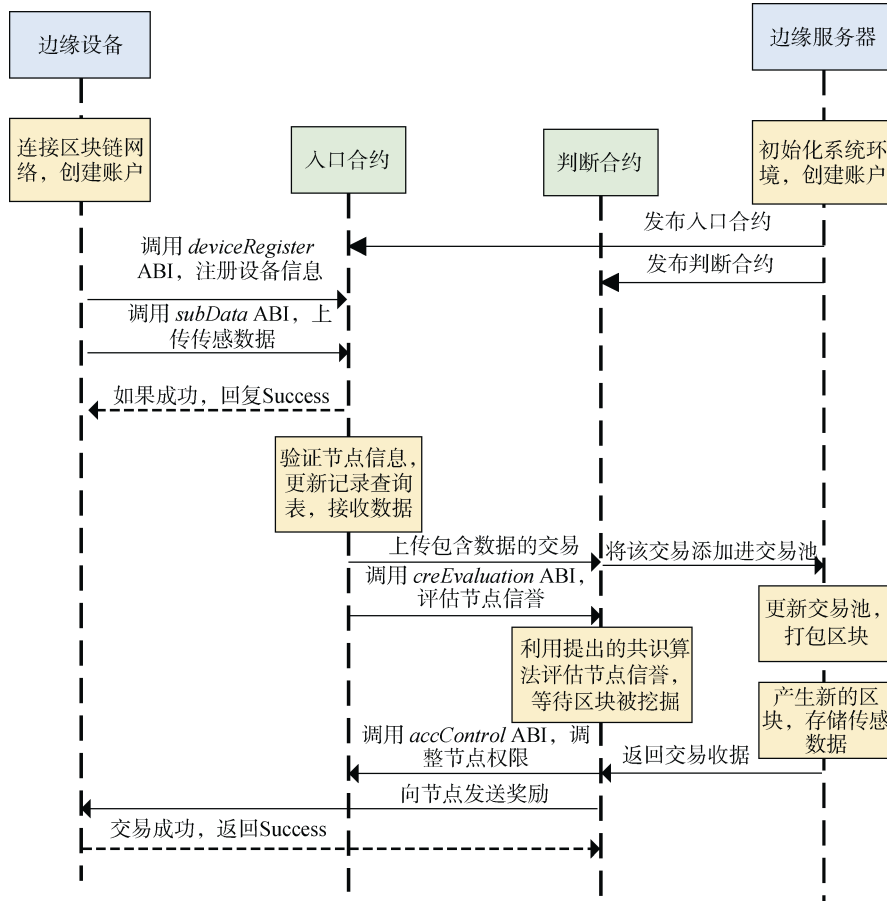 边缘设备
边缘服务器
连接区块链网
络，创建账户
入口合约
判断合约
初始化系统环
境，创建账户
发布入口合约
调用 deviceRegister
ABI，注册设备信息
发布判断合约
调用 subData ABI，上
传传感数据
如果成功，回复Success
验证节点信息，
更新记录查询
表，接收数据
上传包含数据的交易
将该交易添加进交易池
调用 creEvaluation ABI，
评估节点信誉
更新交易池，
打包区块
利用提出的共识算
法评估节点信誉，
等待区块被挖掘
产生新的区
块，存储传感
数据
调用 accControl ABI，调
整节点权限
返回交易收据
向节点发送奖励
交易成功，返回Success